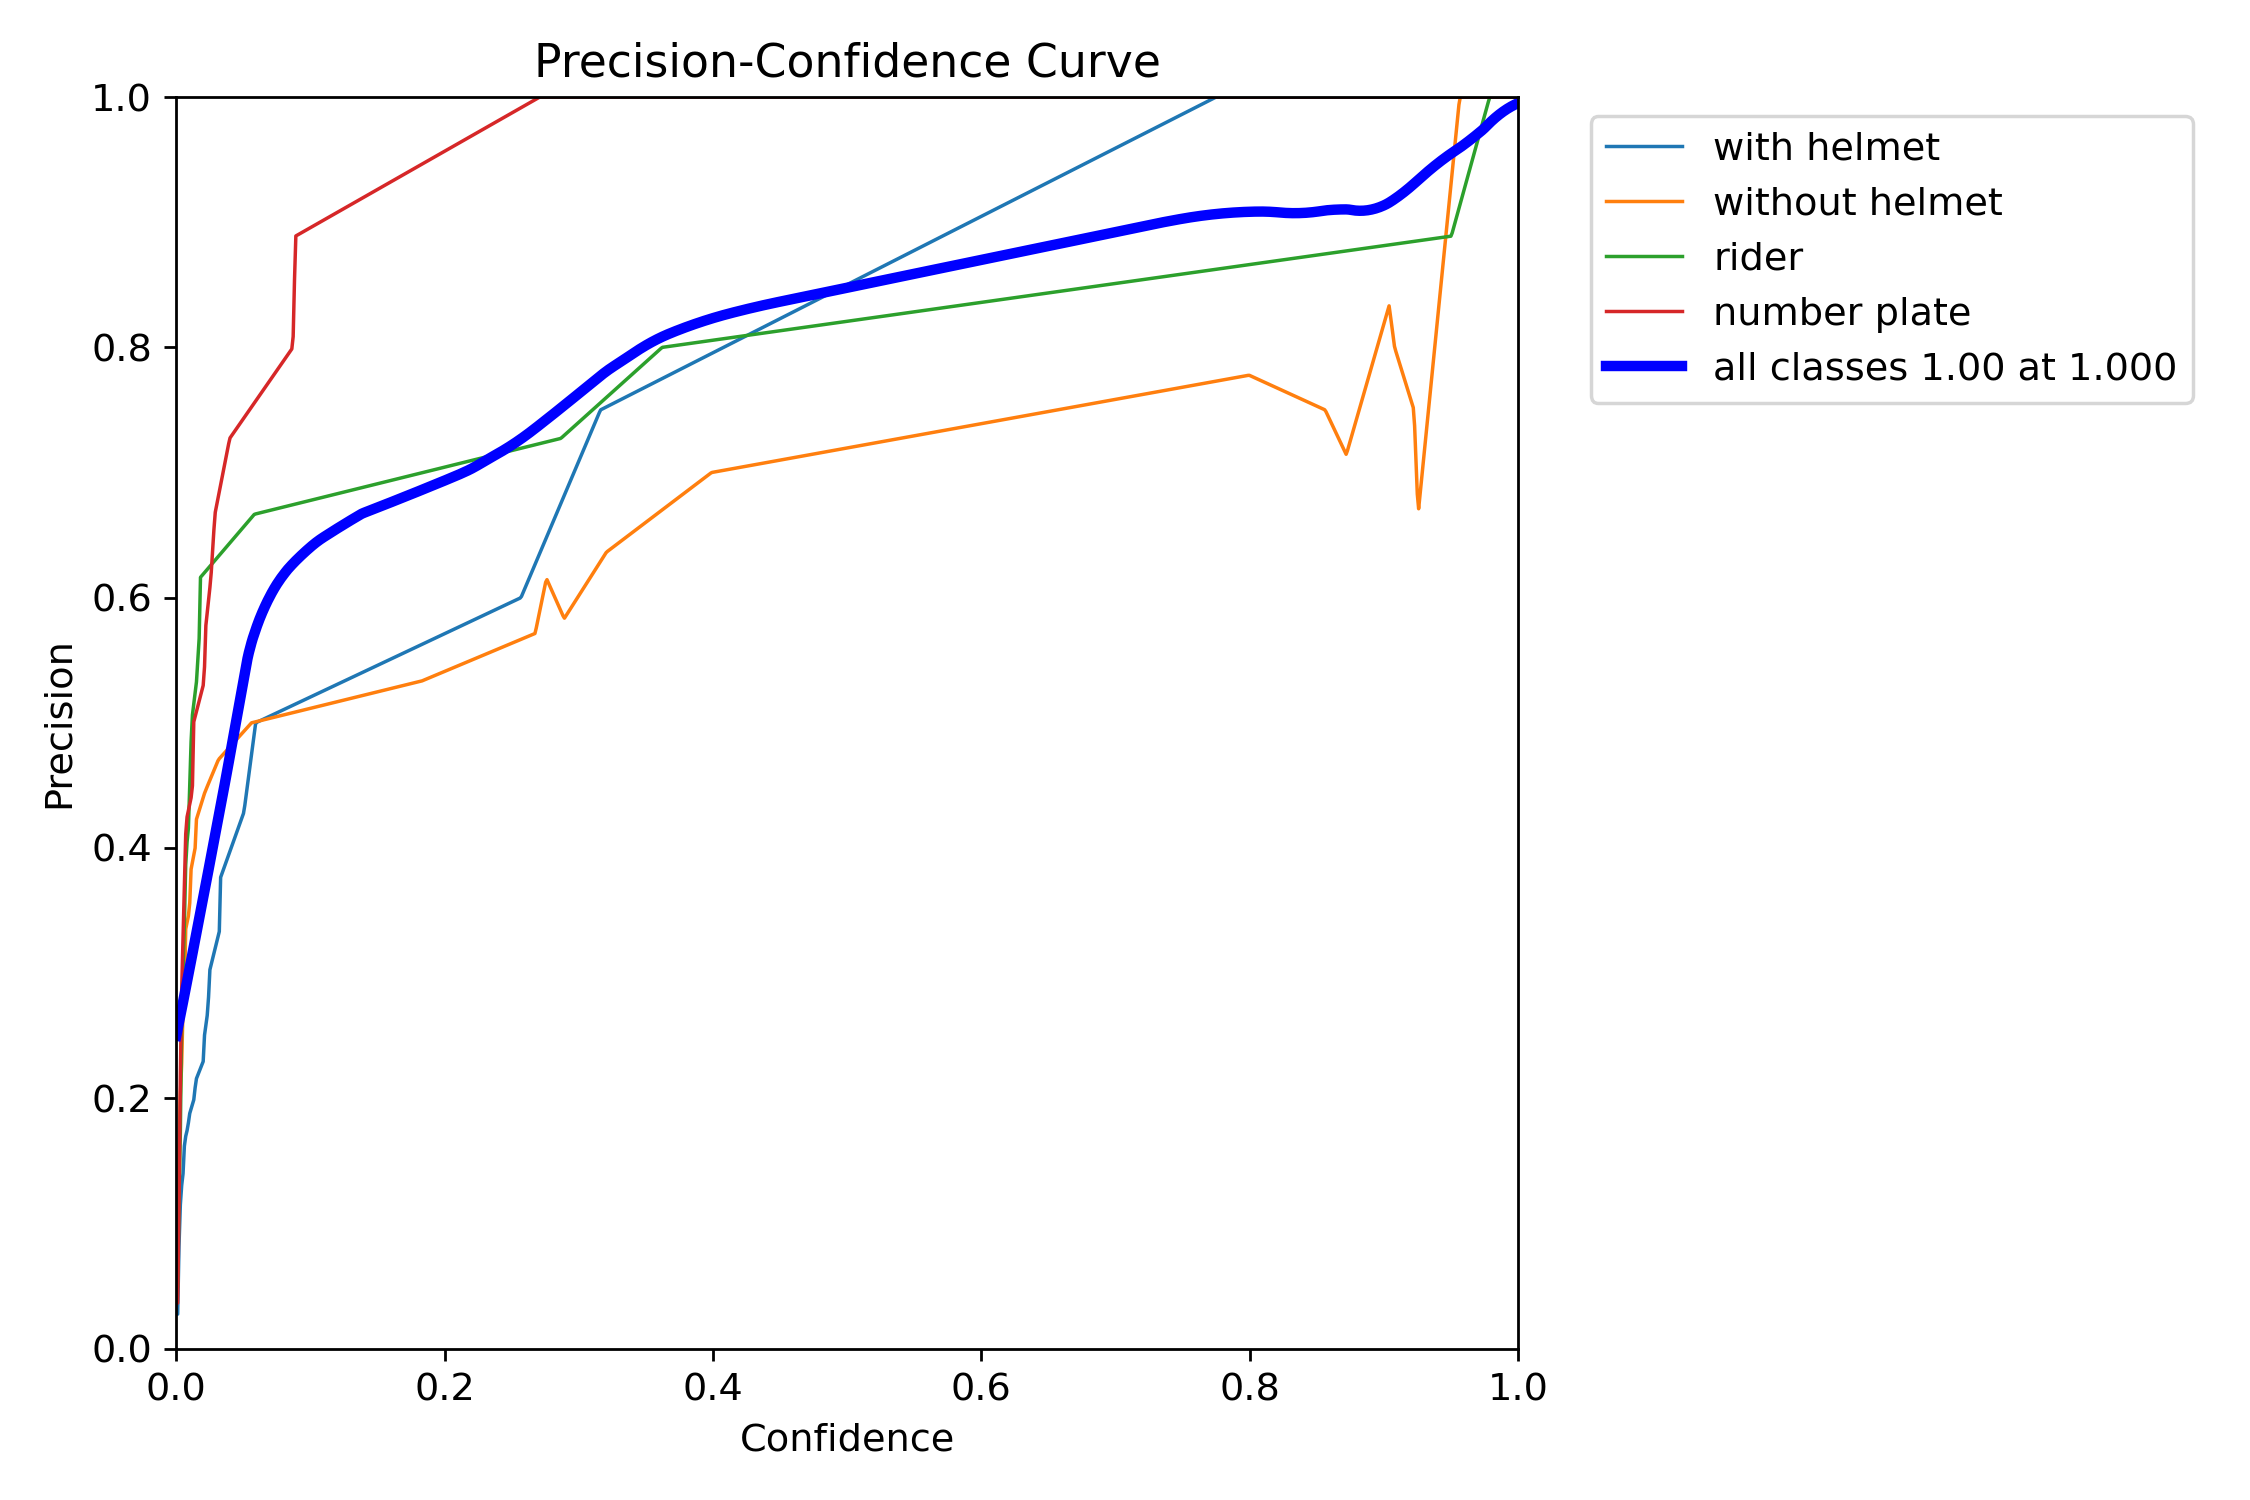 Precision-Confidence Curve
1.0
0.8
0.6
0.4
0.2
0.0
Precision
0.0 0.2 0.4 0.6 0.8 1.0
Confidence
with helmet
without helmet
rider
number plate
all classes 1.00 at 1.000